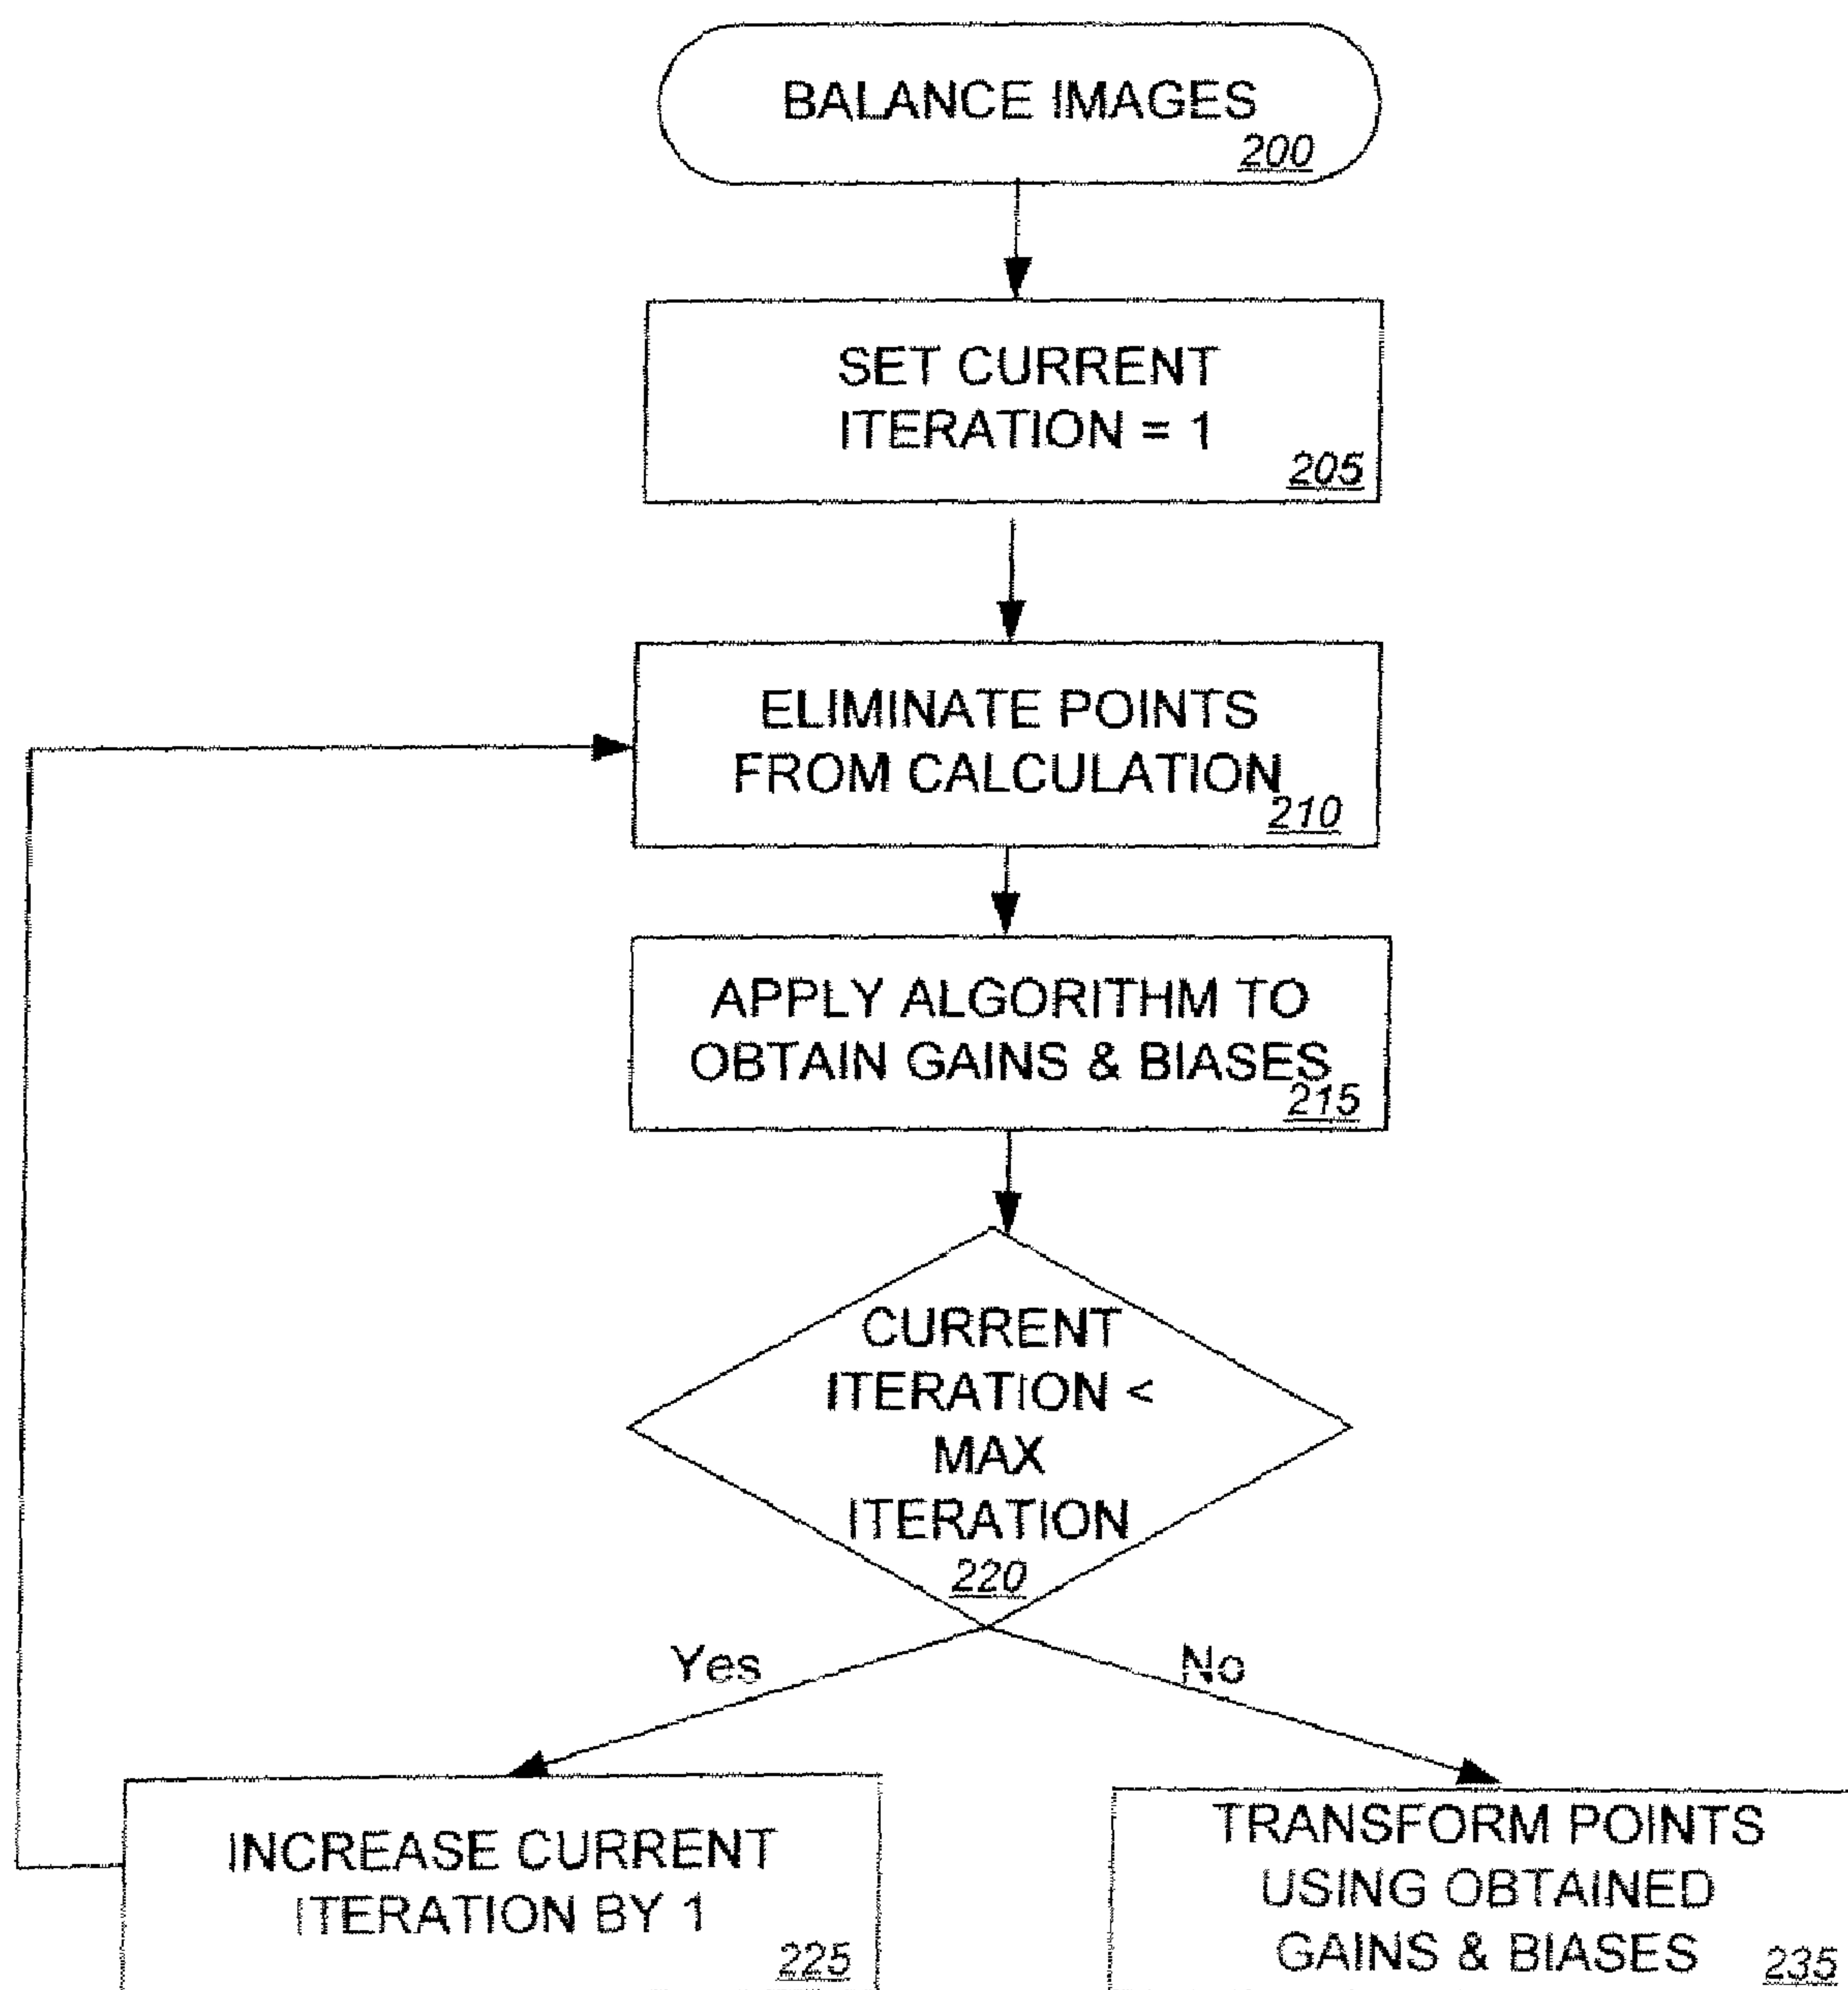 BALANCE IMAGES
200
SET CURRENT
ITERATION = 1
205
ELIMINATE POINTS
FROM CALCULATION
210
APPLY ALGORITHM TO
OBTAIN GAINS & BIASES
215
CURRENT
ITERATION <
MAX
ITERATION
220
Yes
No
INCREASE CURRENT
ITERATION BY 1
225
TRANSFORM POINTS
USING OBTAINED
GAINS & BIASES
235